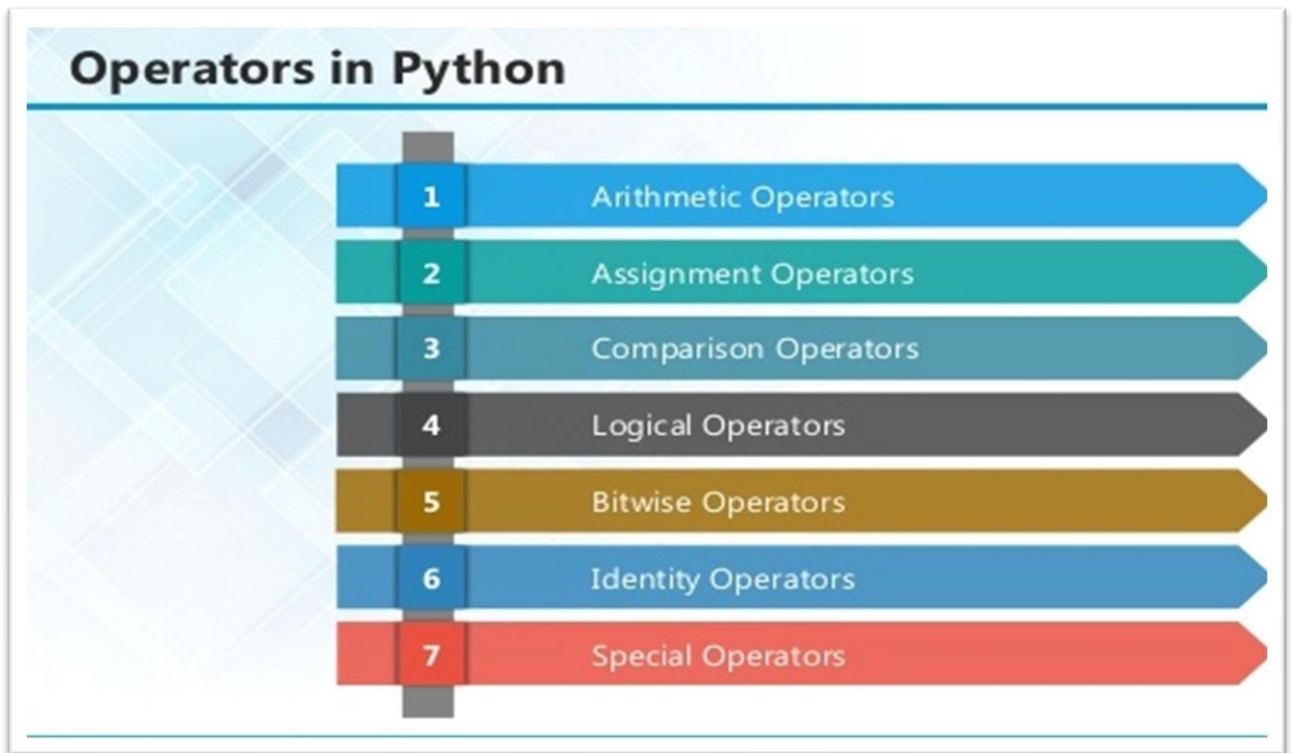 Operators in Python
1 Arithmetic Operators
2 Assignment Operators
3 Comparison Operators
4 Logical Operators
5 Bitwise Operators
6 Identity Operators
7 Special Operators